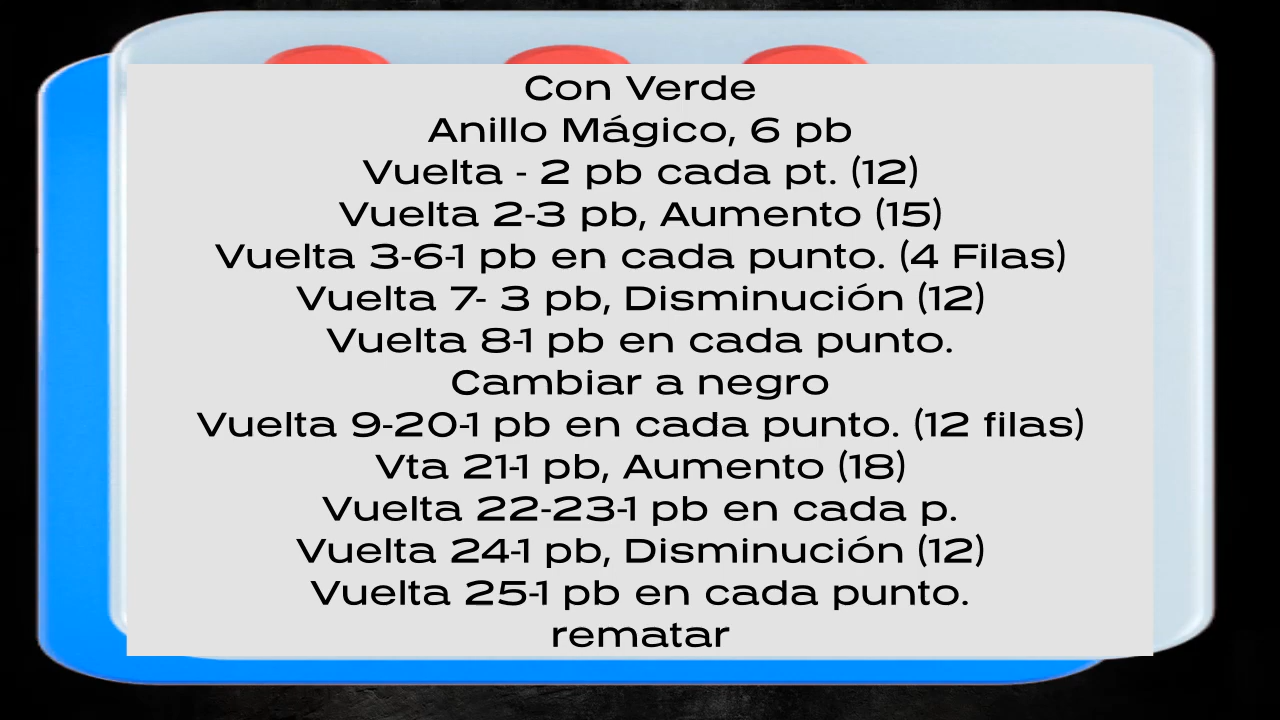 Con Verde
Anillo Mágico, 6 pb
Vuelta - 2 pb cada pt. (12)
Vuelta 2-3 pb, Aumento (15)
Vuelta 3-6-1 pb en cada punto. (4 Filas)
Vuelta 7- 3 pb, Disminución (12)
Vuelta 8-1 pb en cada punto.
Cambiar a negro
Vuelta 9-20-1 pb en cada punto. (12 filas)
Vta 21-1 pb, Aumento (18)
Vuelta 22-23-1 pb en cada p.
Vuelta 24-1 pb, Disminución (12)
Vuelta 25-1 pb en cada punto.
rematar